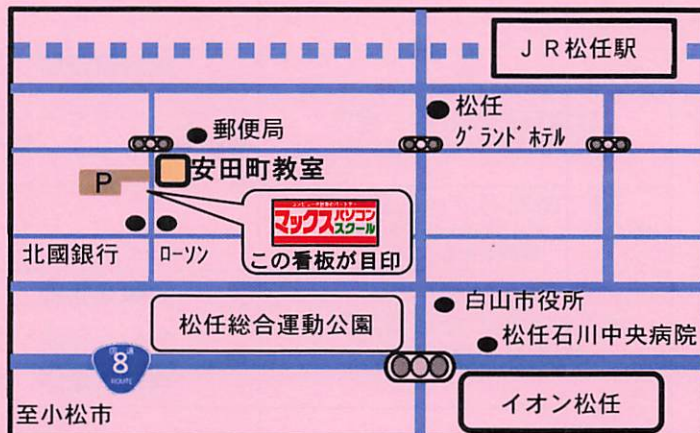 JR松任駅
松任
グランドホテル
郵便局
安田町教室
P
マックスパソコン
スクール
この看板が目印
北國銀行
ローソン
白山市役所
松任総合運動公園
松任石川中央病院
国道
8
ROUTE
イオン松任
至小松市